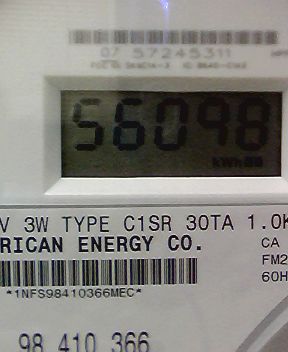 07 57245311
56098
kWh
V 3W TYPE C1SR 30TA 1.0K
RICAN ENERGY CO.
CA
FM2
60H
*1NFS98410366MEC*
98 410 366